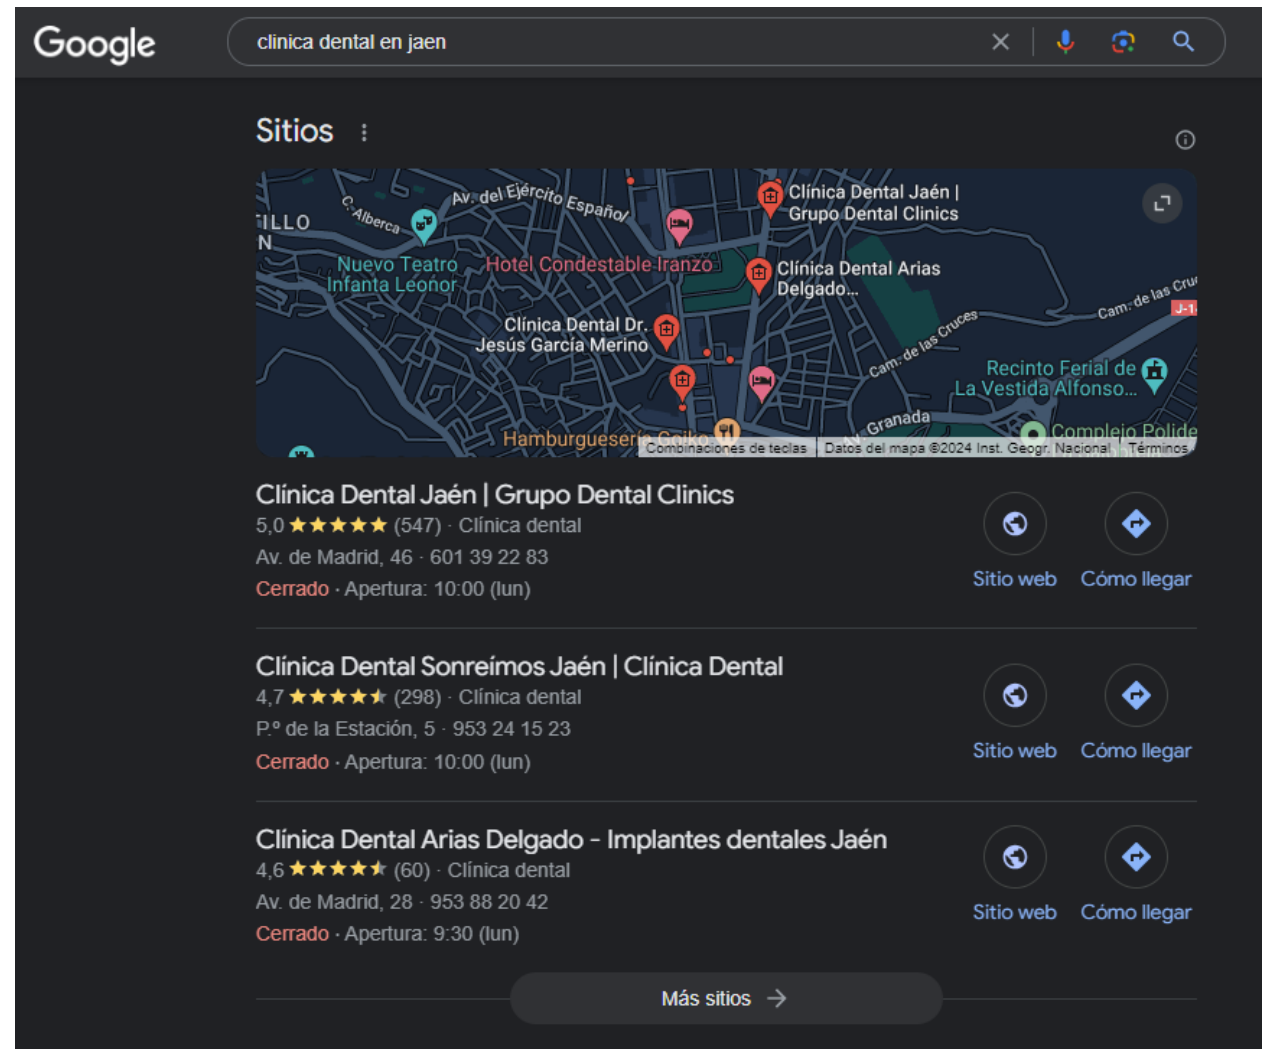 Google
clinica dental en jaen
Sitios
C. Alberca
Av. del Ejército Español
Clínica Dental Jaén |
Grupo Dental Clinics
Nuevo Teatro
Infanta Leonor
Hotel Condestable Iranzo
Clínica Dental Arias
Delgado...
Clínica Dental Dr.
Jesús García Merino
Cam. de las Cruces
Cam. de las Cru
J-1
Recinto Ferial de
La Vestida Alfonso...
Av. Granada
Hamburguesería Goiko
Complejo Polide
Combinaciones de teclas
Datos del mapa ©2024 Inst. Geogr. Nacional
Términos
Clínica Dental Jaén | Grupo Dental Clinics
5,0 (547) · Clínica dental
Av. de Madrid, 46 · 601 39 22 83
Cerrado · Apertura: 10:00 (lun)
Sitio web
Cómo llegar
Clínica Dental Sonreímos Jaén | Clínica Dental
4,7 (298) · Clínica dental
P.º de la Estación, 5 · 953 24 15 23
Cerrado · Apertura: 10:00 (lun)
Sitio web
Cómo llegar
Clínica Dental Arias Delgado - Implantes dentales Jaén
4,6 (60) · Clínica dental
Av. de Madrid, 28 · 953 88 20 42
Cerrado · Apertura: 9:30 (lun)
Sitio web
Cómo llegar
Más sitios